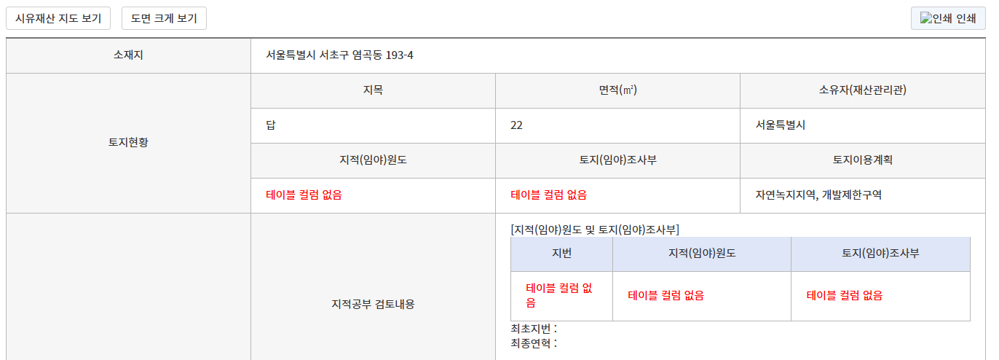 시유재산 지도 보기
도면 크게 보기
인쇄 인쇄
소재지
서울특별시 서초구 염곡동 193-4
토지현황
지목
면적(㎡)
소유자(재산관리관)
답
22
서울특별시
지적(임야)원도
토지(임야)조사부
토지이용계획
테이블 컬럼 없음
테이블 컬럼 없음
자연녹지지역, 개발제한구역
지적공부 검토내용
[지적(임야)원도 및 토지(임야)조사부]
지번
지적(임야)원도
토지(임야)조사부
테이블 컬럼 없
음
테이블 컬럼 없음
테이블 컬럼 없음
최초지번 :
최종연혁 :